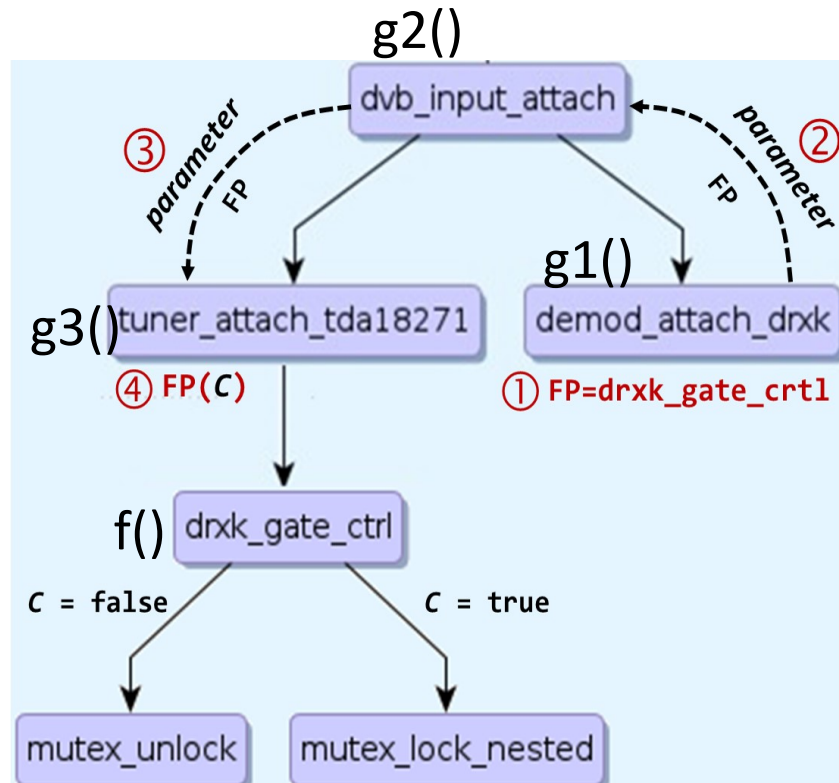 g2()
dvb_input_attach
③
parameter
FP
②
parameter
FP
g1()
g3()
tuner_attach_tda18271
demod_attach_drxk
④ FP(C)
① FP=drxk_gate_crtl
f()
drxk_gate_ctrl
C = false
C = true
mutex_unlock
mutex_lock_nested